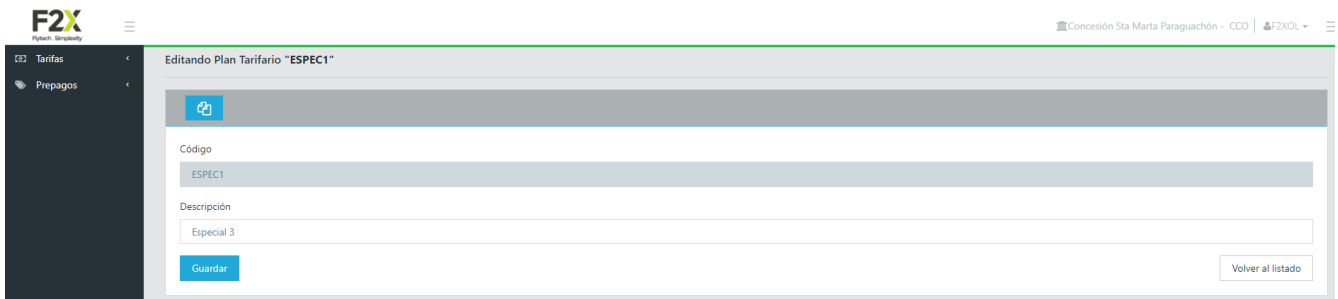 F2X
Flytech Simplexity
Concesión Sta Marta Paraguachón - CCO
F2XOL
Tarifas
Prepagos
Editando Plan Tarifario "ESPEC1"
Código
ESPEC1
Descripción
Especial 3
Guardar
Volver al listado